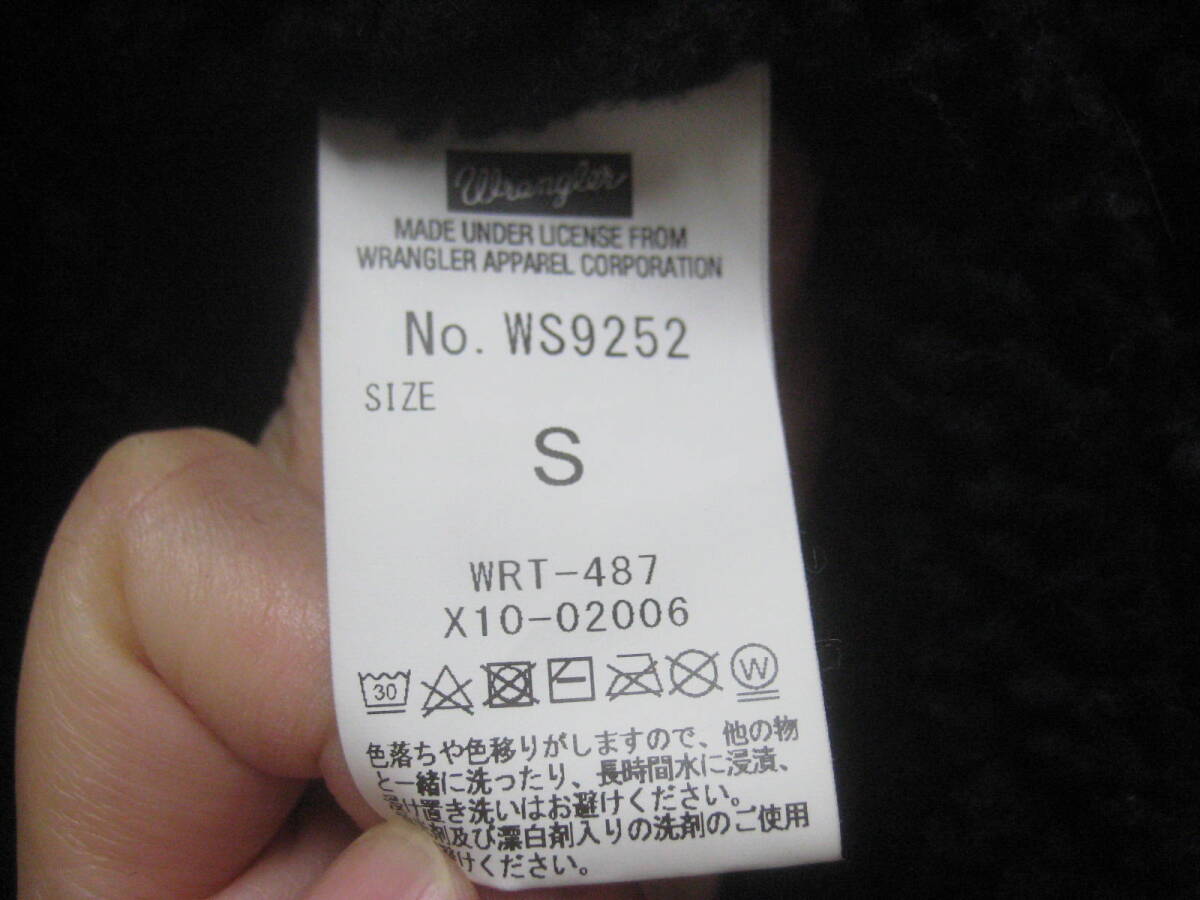 Wrangler
MADE UNDER LICENSE FROM
WRANGLER APPAREL CORPORATION
No. WS9252
SIZE
S
WRT-487
X10-02006
30
W
色落ちや色移りがしますので、他の物
と一緒に洗ったり、長時間水に浸漬、
け置き洗いはお避けください。
剤及び漂白剤入りの洗剤のご使用
けください。